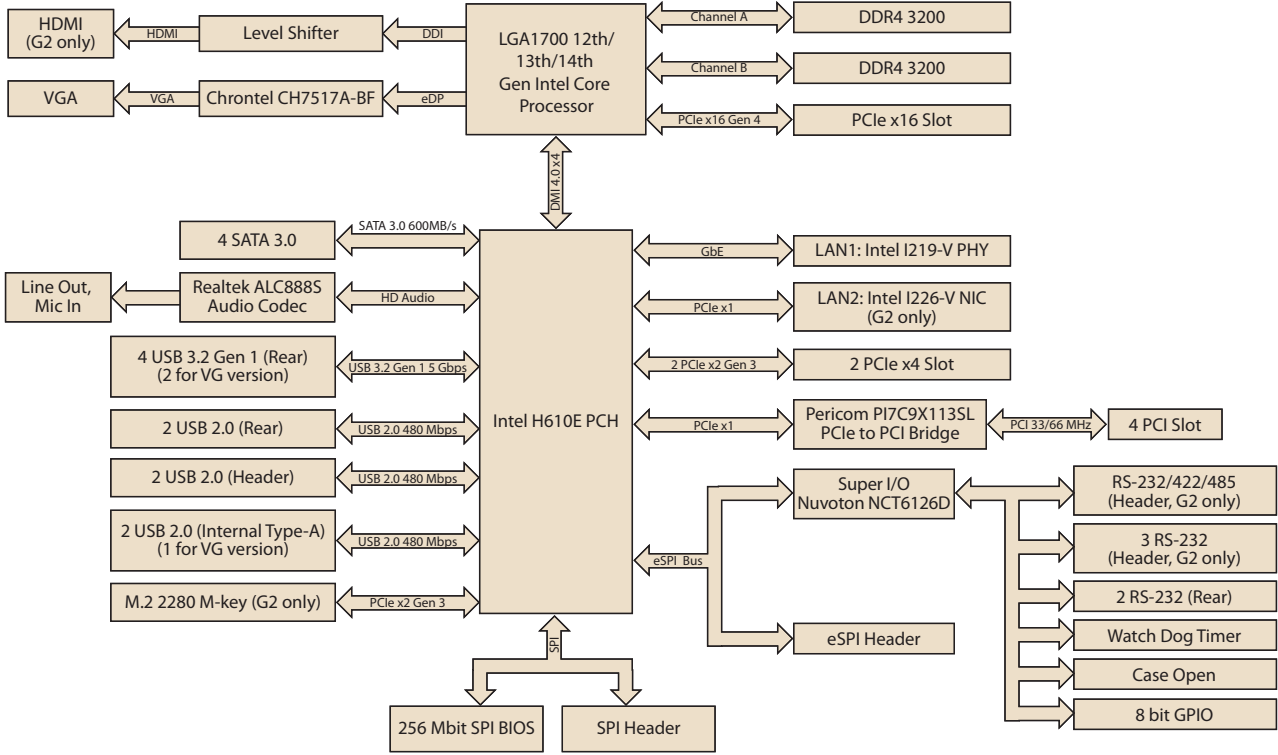 HDMI
(G2 only)
HDMI
Level Shifter
DDI
VGA
VGA
Chrontel CH7517A-BF
eDP
LGA1700 12th/
13th/14th
Gen Intel Core
Processor
Channel A
DDR4 3200
Channel B
DDR4 3200
PCIe x16 Gen 4
PCIe x16 Slot
DMI 4.0 x4
4 SATA 3.0
SATA 3.0 600MB/s
Line Out,
Mic In
Realtek ALC888S
Audio Codec
HD Audio
4 USB 3.2 Gen 1 (Rear)
(2 for VG version)
USB 3.2 Gen 1 5 Gbps
2 USB 2.0 (Rear)
USB 2.0 480 Mbps
2 USB 2.0 (Header)
USB 2.0 480 Mbps
2 USB 2.0 (Internal Type-A)
(1 for VG version)
USB 2.0 480 Mbps
M.2 2280 M-key (G2 only)
PCIe x2 Gen 3
Intel H610E PCH
GbE
LAN1: Intel I219-V PHY
PCIe x1
LAN2: Intel I226-V NIC
(G2 only)
2 PCIe x2 Gen 3
2 PCIe x4 Slot
PCIe x1
Pericom PI7C9X113SL
PCIe to PCI Bridge
PCI 33/66 MHz
4 PCI Slot
eSPI Bus
Super I/O
Nuvoton NCT6126D
eSPI Header
RS-232/422/485
(Header, G2 only)
3 RS-232
(Header, G2 only)
2 RS-232 (Rear)
Watch Dog Timer
Case Open
8 bit GPIO
SPI
256 Mbit SPI BIOS
SPI Header